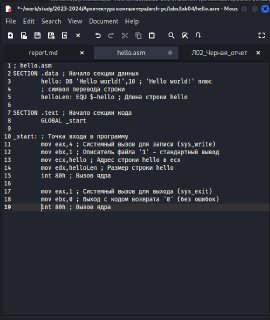 ~/work/study/2023-2024/Архитектура компьютера/arch-pc/labs/lab04/hello.asm - Mous
File Edit Search View Document Help
report.md
hello.asm
Л02_Черная_отчет
1 ; hello.asm
2 SECTION .data ; Начало секции данных
3 hello: DB 'Hello world!',10 ; 'Hello world!' плюс
4 ; символ перевода строки
5 helloLen: EQU $-hello ; Длина строки hello
6
7 SECTION .text ; Начало секции кода
8 GLOBAL _start
9
10 _start: ; Точка входа в программу
11 mov eax,4 ; Системный вызов для записи (sys_write)
12 mov ebx,1 ; Описатель файла '1' - стандартный вывод
13 mov ecx,hello ; Адрес строки hello в ecx
14 mov edx,helloLen ; Размер строки hello
15 int 80h ; Вызов ядра
16
17 mov eax,1 ; Системный вызов для выхода (sys_exit)
18 mov ebx,0 ; Выход с кодом возврата '0' (без ошибок)
19 int 80h ; Вызов ядра